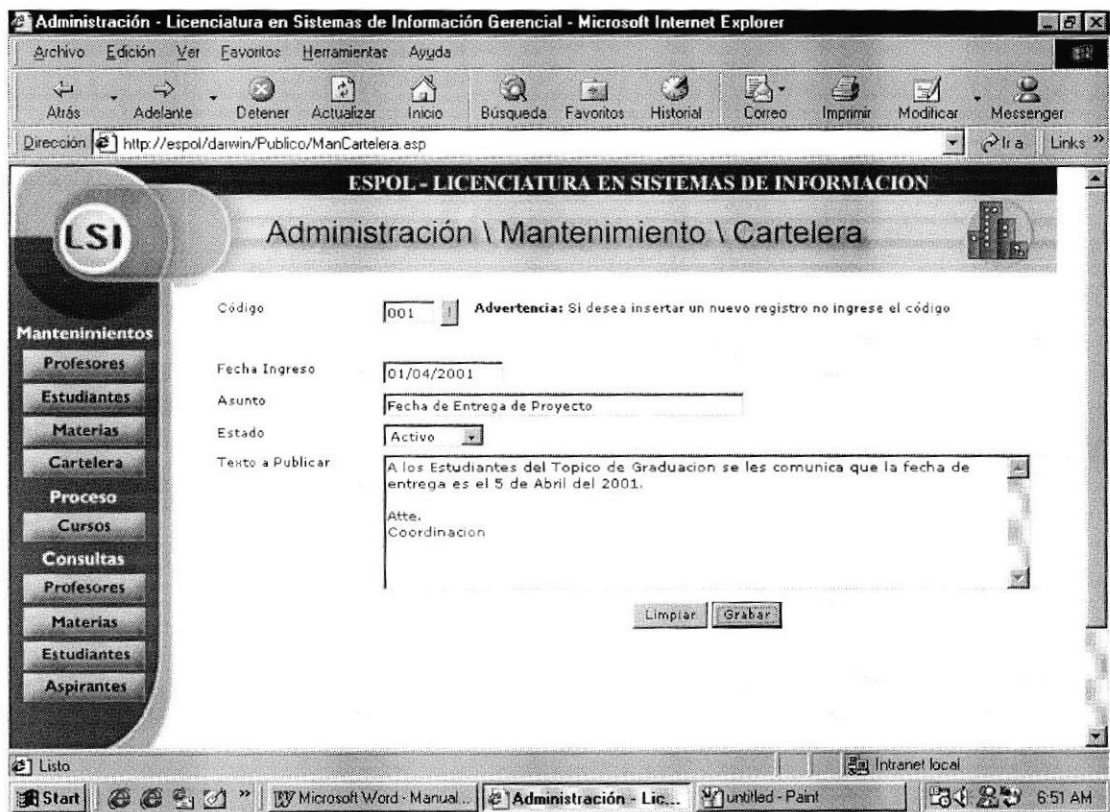 Administración - Licenciatura en Sistemas de Información Gerencial - Microsoft Internet Explorer
Archivo Edición Ver Favoritos Herramientas Ayuda
Atrás Adelante Detener Actualizar Inicio Búsqueda Favoritos Historial Correo Imprimir Modificar Messenger
Dirección http://espol/darwin/Publico/ManCartelera.asp Ir a Links »
ESPOL - LICENCIATURA EN SISTEMAS DE INFORMACION
LSI
Administración \ Mantenimiento \ Cartelera
Código 001 ! Advertencia: Si desea insertar un nuevo registro no ingrese el código
Mantenimientos
Profesores
Estudiantes
Materias
Cartelera
Proceso
Cursos
Consultas
Profesores
Materias
Estudiantes
Aspirantes
Fecha Ingreso 01/04/2001
Asunto Fecha de Entrega de Proyecto
Estado Activo
Texto a Publicar
A los Estudiantes del Topico de Graduacion se les comunica que la fecha de
entrega es el 5 de Abril del 2001.
Atte.
Coordinacion
Limpiar Grabar
Listo Intranet local
Start » Microsoft Word - Manual... Administración - Lic... untitled - Paint 6:51 AM